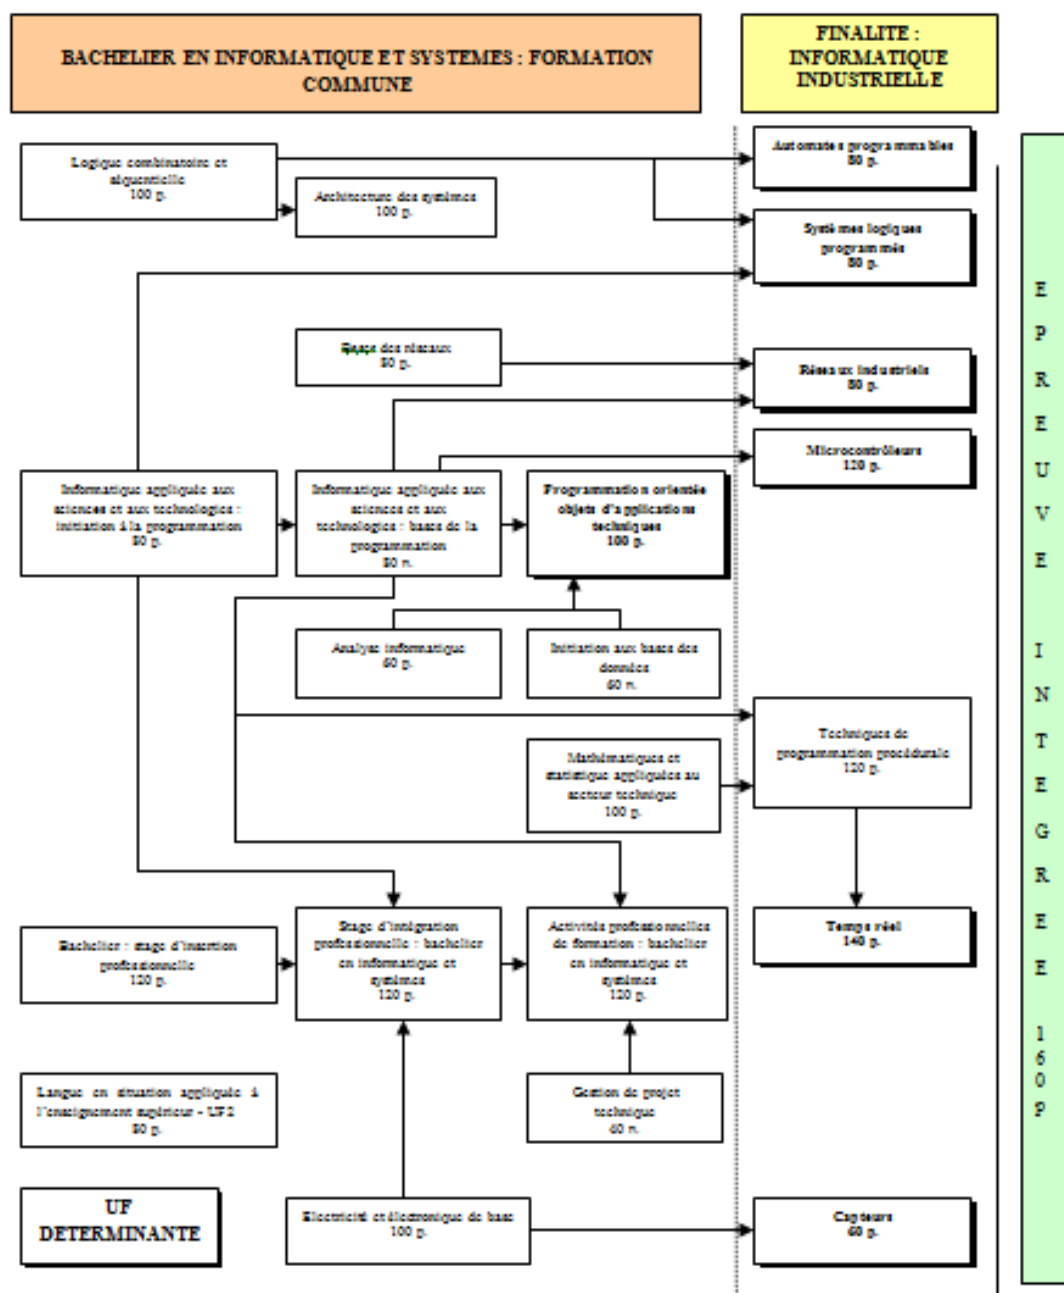 BACHELIER EN INFORMATIQUE ET SYSTEMES : FORMATION
COMMUNE
FINALITE :
INFORMATIQUE
INDUSTRIELLE
Logique combinatoire et
séquentielle
100 p.
Architecture des systèmes
100 p.
Automates programmables
80 p.
Systèmes logiques
programmés
80 p.
des réseaux
80 p.
Réseaux industriels
80 p.
Microcontrôleurs
120 p.
Informatique appliquée aux
sciences et aux technologies :
initiation à la programmation
80 p.
Informatique appliquée aux
sciences et aux
technologies : bases de la
programmation
80 p.
Programmation orientée
objets d'applications
techniques
100 p.
Analyse informatique
60 p.
Initiation aux bases des
données
60 p.
Techniques de
programmation procédurale
120 p.
Mathématiques et
statistique appliquées au
secteur technique
100 p.
Bachelier : stage d'insertion
professionnelle
120 p.
Stage d'intégration
professionnelle : bachelier
en informatique et
systèmes
120 p.
Activités professionnelles
de formation : bachelier
en informatique et
systèmes
120 p.
Temps réel
140 p.
Langue en situation appliquée à
l'enseignement supérieur - UF2
80 p.
Gestion de projet
technique
40 p.
UF
DETERMINANTE
Electricité et électronique de base
100 p.
Capteurs
60 p.
E
P
R
E
U
V
E
I
N
T
E
G
R
E
E
1
6
0
p